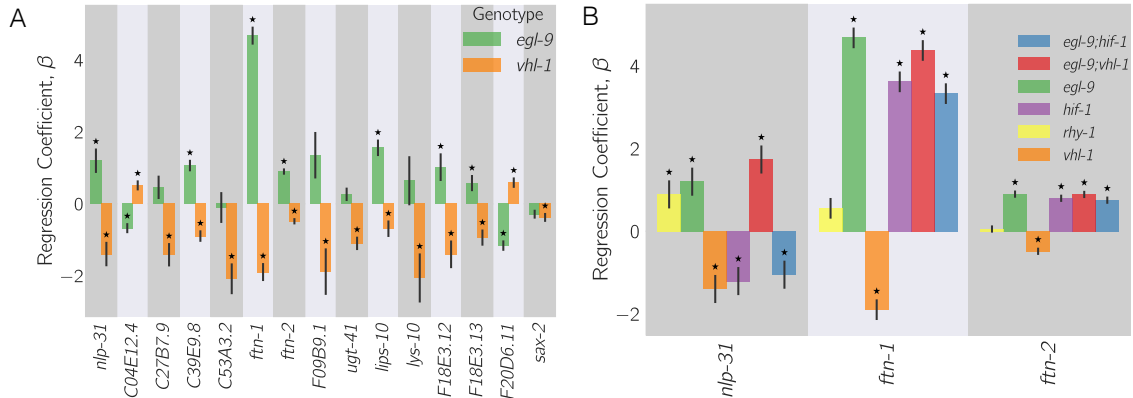 A
Regression Coefficient, β
4
2
0
−2
Genotype
egl-9
vhl-1
nlp-31
C04E12.4
C27B7.9
C39E9.8
C53A3.2
ftn-1
ftn-2
F09B9.1
ugt-41
lips-10
lys-10
F18E3.12
F18E3.13
F20D6.11
sax-2
B
Regression Coefficient, β
4
2
0
−2
egl-9;hif-1
egl-9;vhl-1
egl-9
hif-1
rhy-1
vhl-1
nlp-31
ftn-1
ftn-2